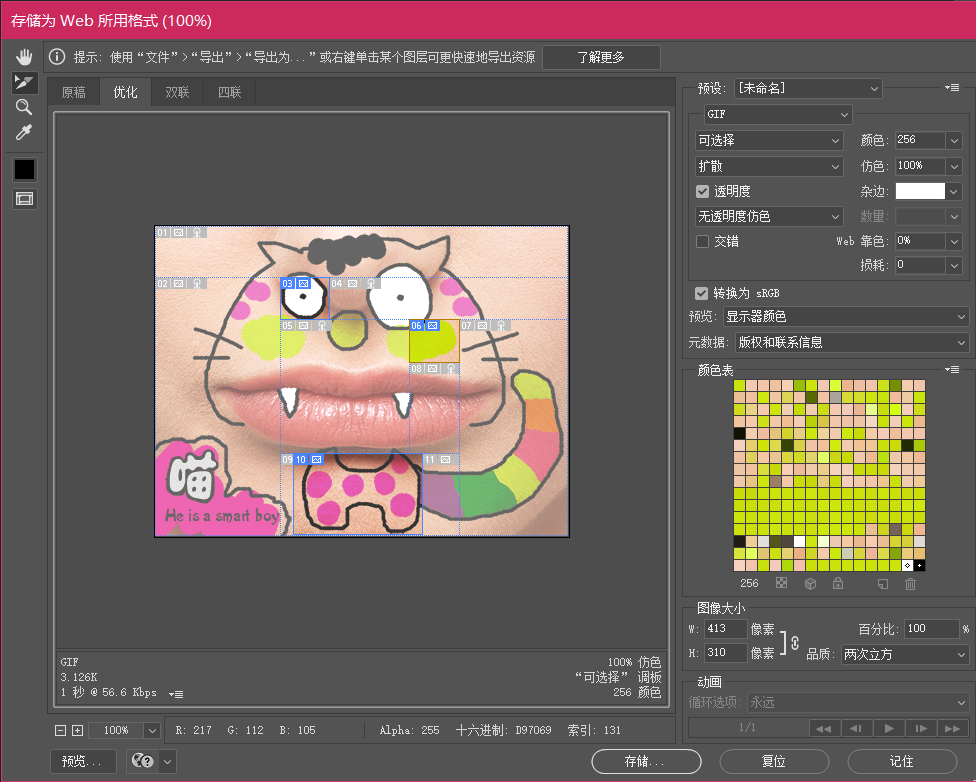 存储为 Web 所用格式 (100%)
提示: 使用“文件”>“导出”>“导出为...”或右键单击某个图层可更快速地导出资源
了解更多
原稿
优化
双联
四联
01
02
03
04
05
06
07
08
09
10
11
喵
He is a smart boy
GIF
3.126K
1 秒 @ 56.6 Kbps
100% 仿色
“可选择” 调板
256 颜色
100%
R: 217 G: 112 B: 105
Alpha: 255 十六进制: D97069 索引: 131
预览...
存储...
复位
记住
预设: [未命名]
GIF
可选择
颜色: 256
扩散
仿色: 100%
透明度
杂边:
无透明度仿色
数量:
交错
Web 靠色: 0%
损耗: 0
转换为 sRGB
预览: 显示器颜色
元数据: 版权和联系信息
颜色表
256
图像大小
W: 413 像素
H: 310 像素
百分比: 100 %
品质: 两次立方
动画
循环选项: 永远
1/1